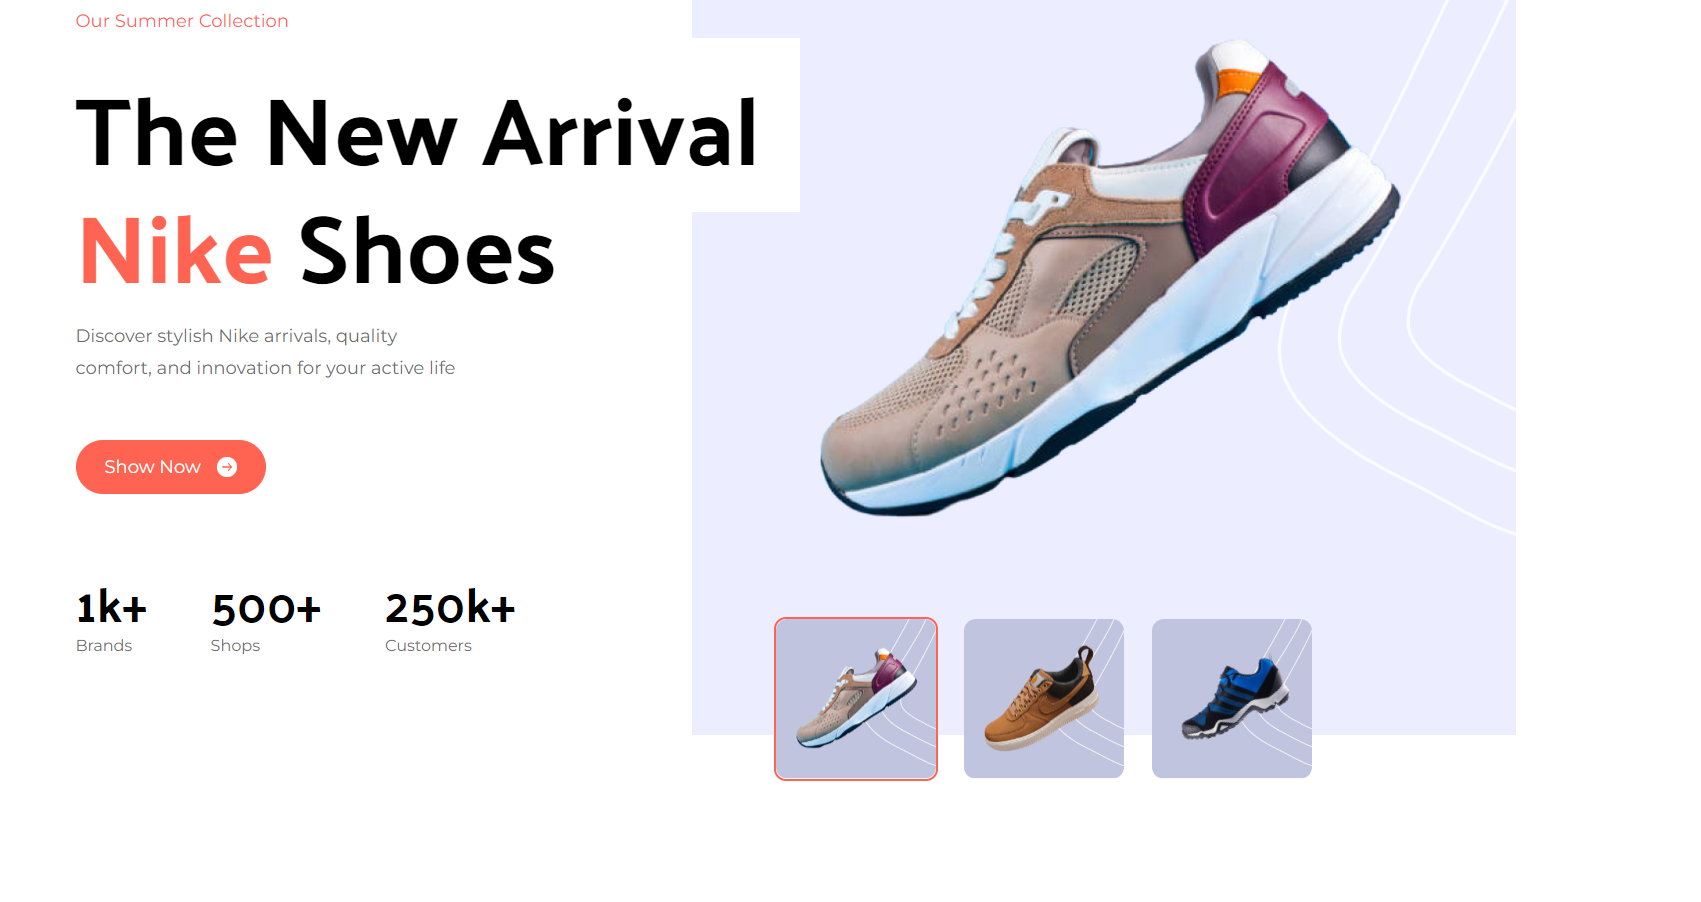 Our Summer Collection
The New Arrival
Nike Shoes
Discover stylish Nike arrivals, quality
comfort, and innovation for your active life
Show Now
1k+ 500+ 250k+
Brands Shops Customers